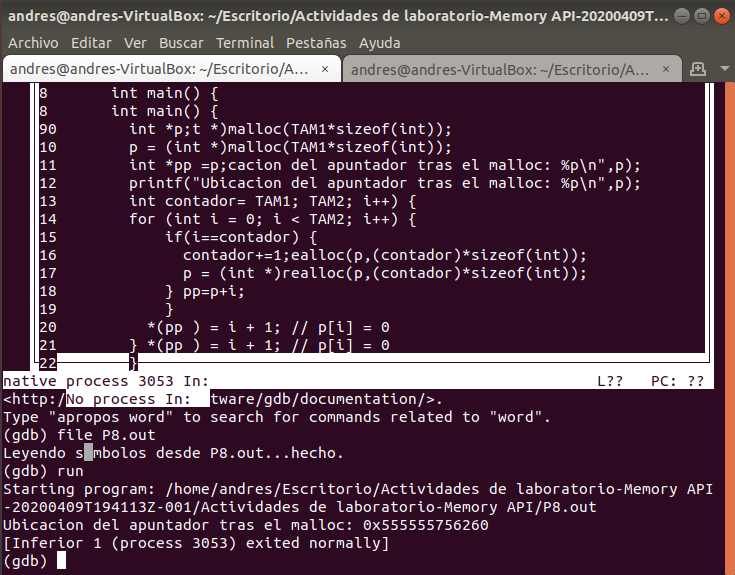 andres@andres-VirtualBox: ~/Escritorio/Actividades de laboratorio-Memory API-20200409T...
Archivo Editar Ver Buscar Terminal Pestañas Ayuda
andres@andres-VirtualBox: ~/Escritorio/A... × andres@andres-VirtualBox: ~/Escritorio/A... ×
8 int main() {
8 int main() {
90 int *p;t *)malloc(TAM1*sizeof(int));
10 p = (int *)malloc(TAM1*sizeof(int));
11 int *pp =p;cacion del apuntador tras el malloc: %p\n",p);
12 printf("Ubicacion del apuntador tras el malloc: %p\n",p);
13 int contador= TAM1; TAM2; i++) {
14 for (int i = 0; i < TAM2; i++) {
15 if(i==contador) {
16 contador+=1;ealloc(p,(contador)*sizeof(int));
17 p = (int *)realloc(p,(contador)*sizeof(int));
18 } pp=p+i;
19 }
20 *(pp ) = i + 1; // p[i] = 0
21 } *(pp ) = i + 1; // p[i] = 0
22 }
native process 3053 In: L?? PC: ??
<http:/No process In: tware/gdb/documentation/>.
Type "apropos word" to search for commands related to "word".
(gdb) file P8.out
Leyendo símbolos desde P8.out...hecho.
(gdb) run
Starting program: /home/andres/Escritorio/Actividades de laboratorio-Memory API
-20200409T194113Z-001/Actividades de laboratorio-Memory API/P8.out
Ubicacion del apuntador tras el malloc: 0x555555756260
[Inferior 1 (process 3053) exited normally]
(gdb)